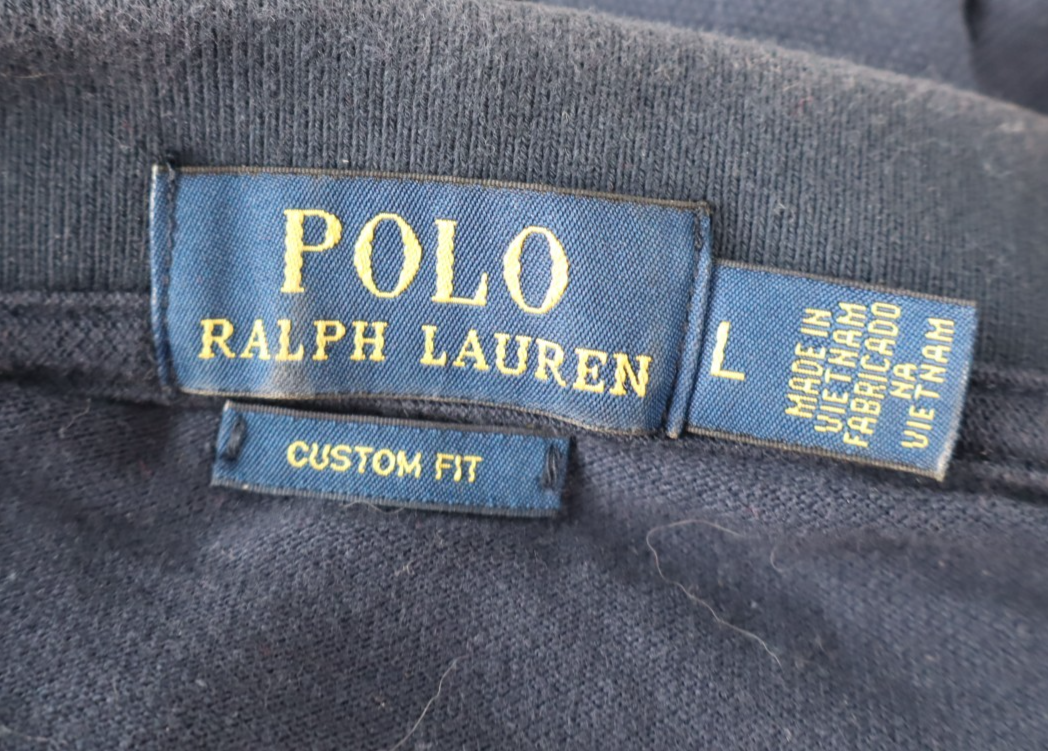 POLO
RALPH LAUREN
L
MADE IN
VIETNAM
FABRICADO
NA
VIETNAM
CUSTOM FIT